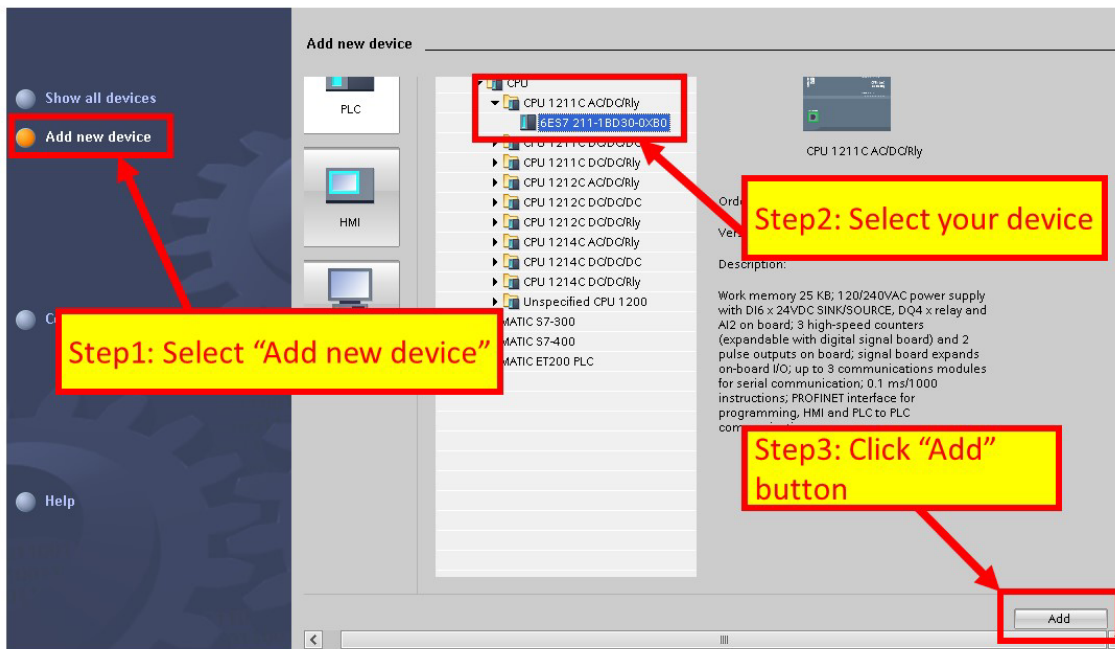 Add new device
Show all devices
Add new device
Help
PLC
HMI
CPU
CPU 1211C AC/DC/Rly
6ES7 211-1BD30-0XB0
CPU 1211C DC/DC/DC
CPU 1211C DC/DC/Rly
CPU 1212C AC/DC/Rly
CPU 1212C DC/DC/DC
CPU 1212C DC/DC/Rly
CPU 1214C AC/DC/Rly
CPU 1214C DC/DC/DC
CPU 1214C DC/DC/Rly
Unspecified CPU 1200
MATIC S7-300
MATIC S7-400
MATIC ET200 PLC
CPU 1211C AC/DC/Rly
Description:
Work memory 25 KB; 120/240VAC power supply
with DI6 x 24VDC SINK/SOURCE, DQ4 x relay and
AI2 on board; 3 high-speed counters
(expandable with digital signal board) and 2
pulse outputs on board; signal board expands
on-board I/O; up to 3 communications modules
for serial communication; 0.1 ms/1000
instructions; PROFINET interface for
programming, HMI and PLC to PLC
Step1: Select “Add new device”
Step2: Select your device
Step3: Click “Add”
button
Add